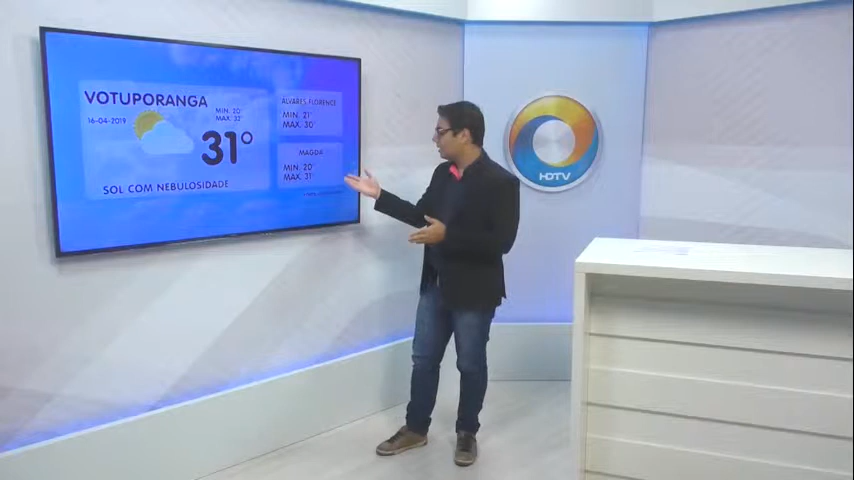 VOTUPORANGA
16-04-2019
MIN. 20°
MAX. 32°
31°
SOL COM NEBULOSIDADE
ÁLVARES FLORENCE
MIN. 21°
MAX. 30°
MAGDA
MIN. 20°
MAX. 31°
HDTV